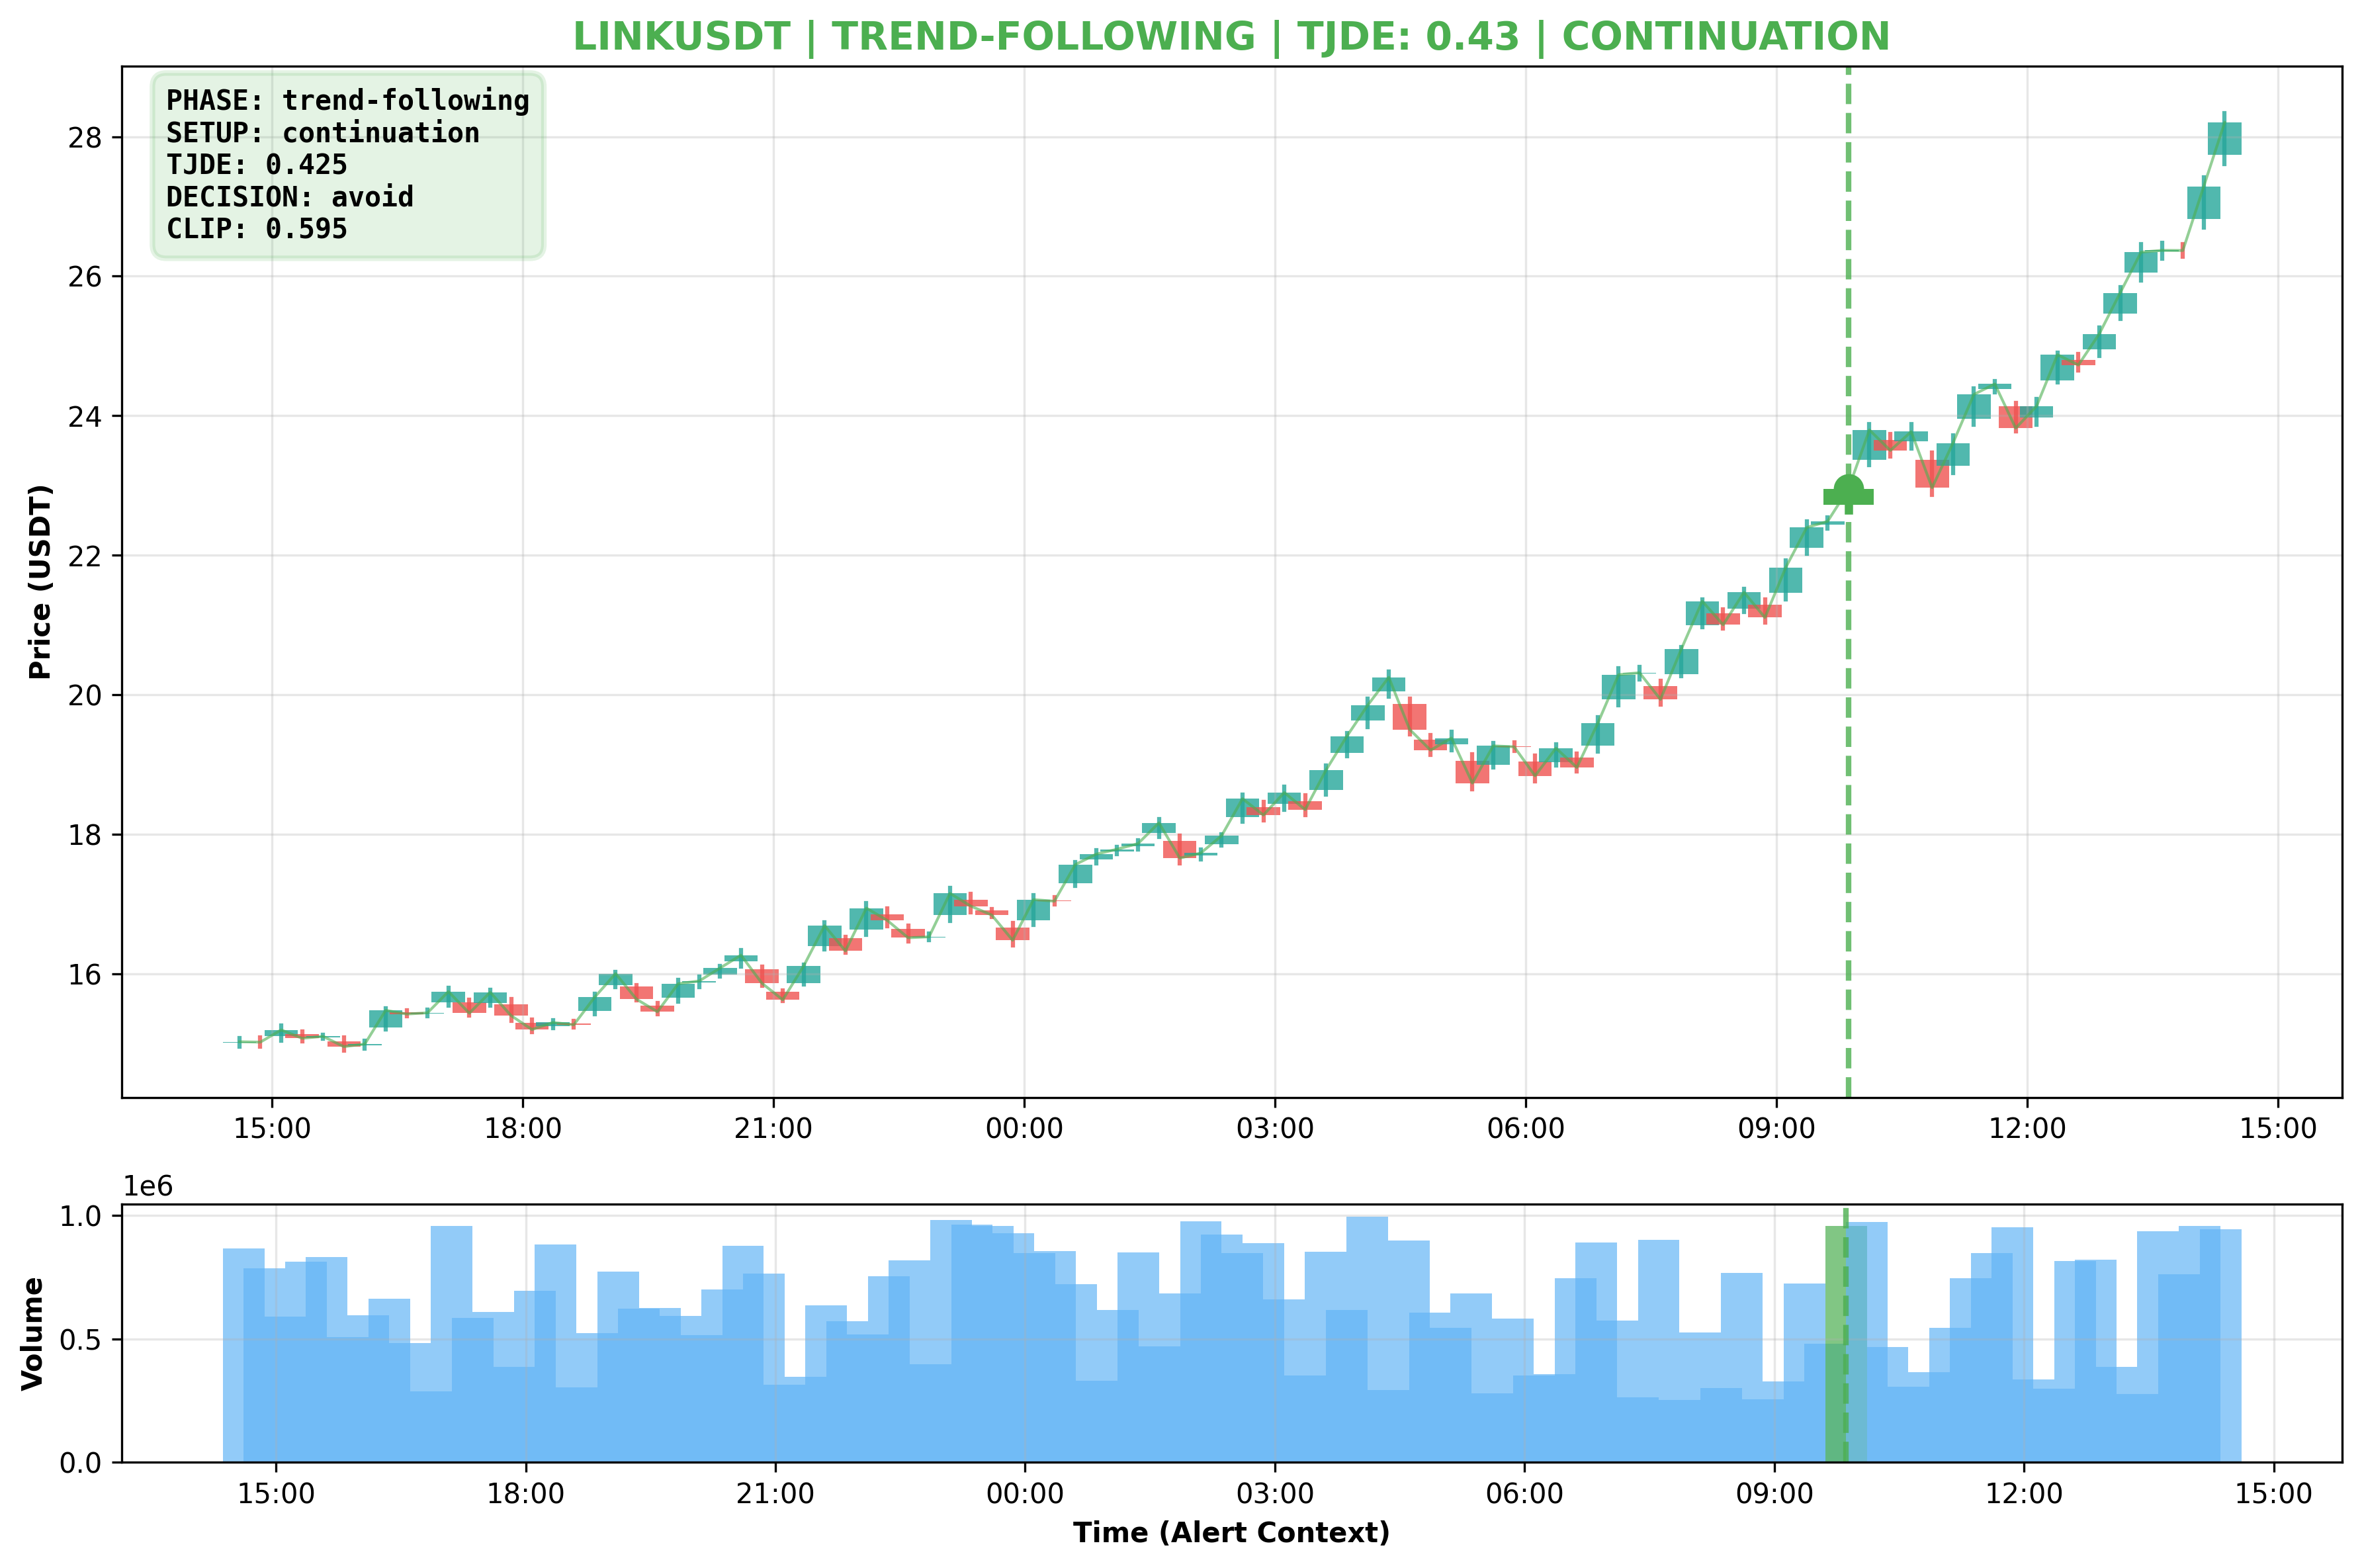 LINKUSDT | TREND-FOLLOWING | TJDE: 0.43 | CONTINUATION
PHASE: trend-following
SETUP: continuation
TJDE: 0.425
DECISION: avoid
CLIP: 0.595
Price (USDT)
28
26
24
22
20
18
16
15:00 18:00 21:00 00:00 03:00 06:00 09:00 12:00 15:00
1e6
Volume
1.0
0.5
0.0
15:00 18:00 21:00 00:00 03:00 06:00 09:00 12:00 15:00
Time (Alert Context)